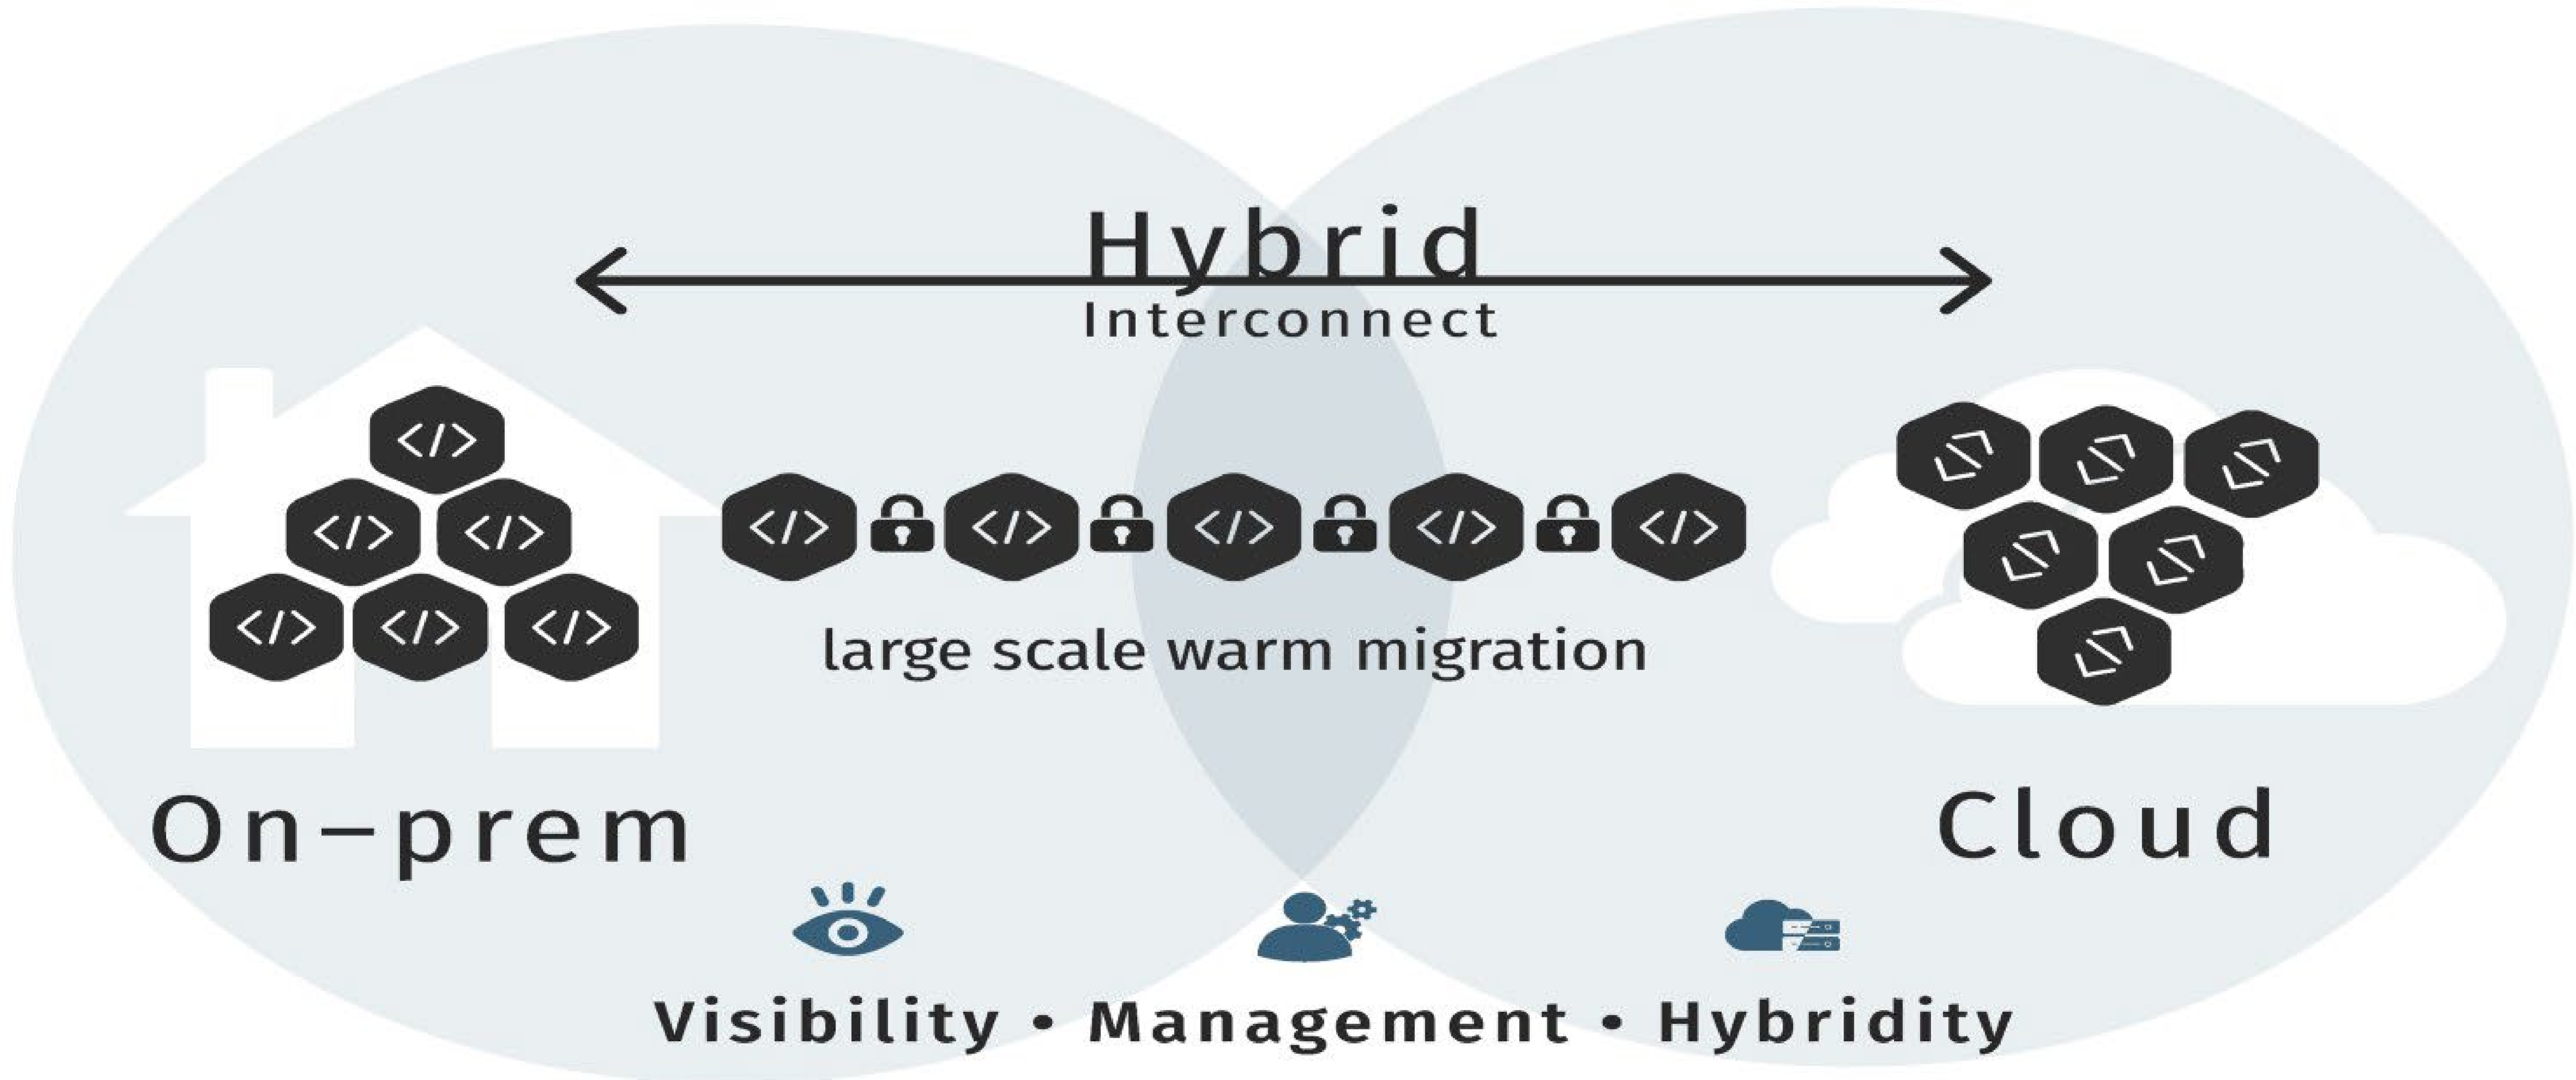 Hybrid
Interconnect
large scale warm migration
On-prem
Cloud
Visibility • Management • Hybridity